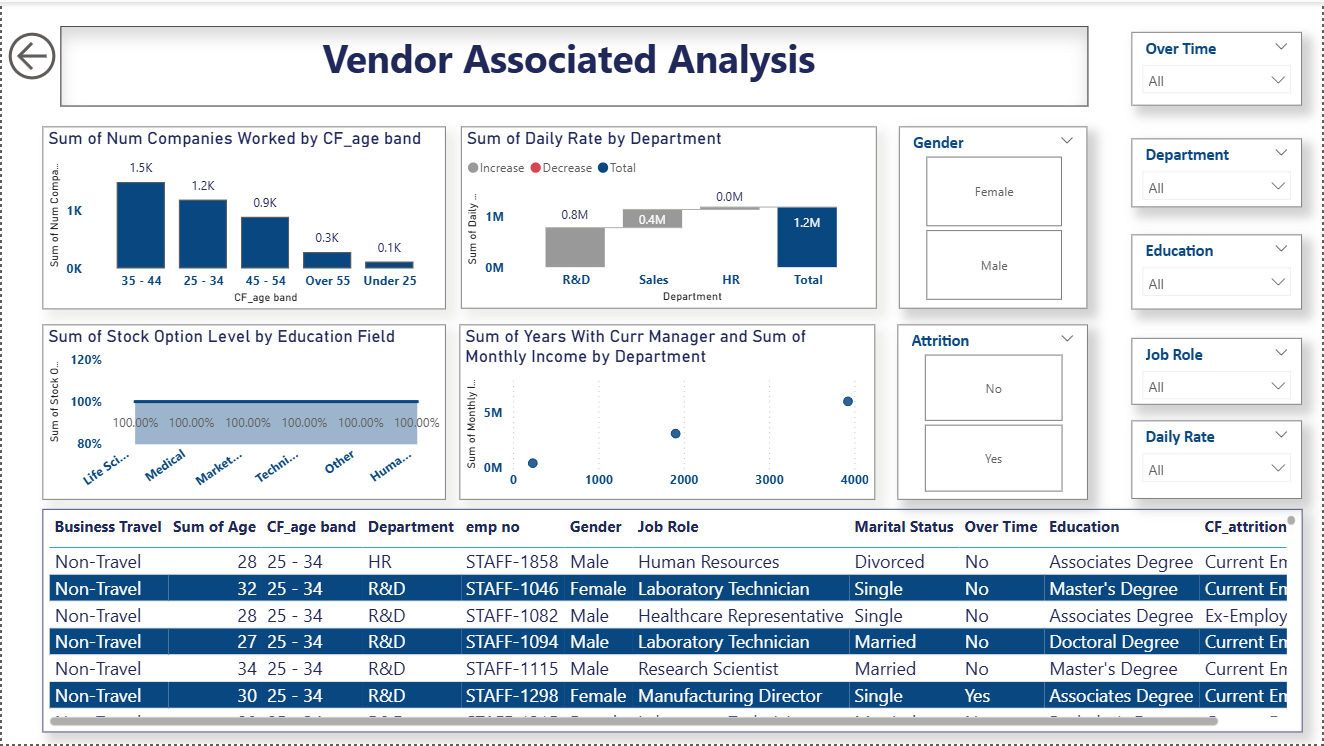 Vendor Associated Analysis
Over Time
All
Department
All
Education
All
Job Role
All
Daily Rate
All
Sum of Num Companies Worked by CF_age band
Sum of Num Compa...
1K
0K
1.5K
1.2K
0.9K
0.3K
0.1K
35 - 44 25 - 34 45 - 54 Over 55 Under 25
CF_age band
Sum of Daily Rate by Department
Increase Decrease Total
Sum of Daily ...
1M
0M
0.8M
0.4M
0.0M
1.2M
R&D Sales HR Total
Department
Gender
Female
Male
Sum of Stock Option Level by Education Field
Sum of Stock O...
120%
100%
80%
100.00% 100.00% 100.00% 100.00% 100.00% 100.00%
Life Sci... Medical Market... Techni... Other Huma...
Sum of Years With Curr Manager and Sum of
Monthly Income by Department
Sum of Monthly I...
5M
0M
0 1000 2000 3000 4000
Attrition
No
Yes
Business Travel Sum of Age CF_age band Department emp no Gender Job Role Marital Status Over Time Education CF_attrition
Non-Travel 28 25 - 34 HR STAFF-1858 Male Human Resources Divorced No Associates Degree Current Em
Non-Travel 32 25 - 34 R&D STAFF-1046 Female Laboratory Technician Single No Master's Degree Current Em
Non-Travel 28 25 - 34 R&D STAFF-1082 Male Healthcare Representative Single No Associates Degree Ex-Employ
Non-Travel 27 25 - 34 R&D STAFF-1094 Male Laboratory Technician Married No Doctoral Degree Current Em
Non-Travel 34 25 - 34 R&D STAFF-1115 Male Research Scientist Married No Master's Degree Current Em
Non-Travel 30 25 - 34 R&D STAFF-1298 Female Manufacturing Director Single Yes Associates Degree Current Em